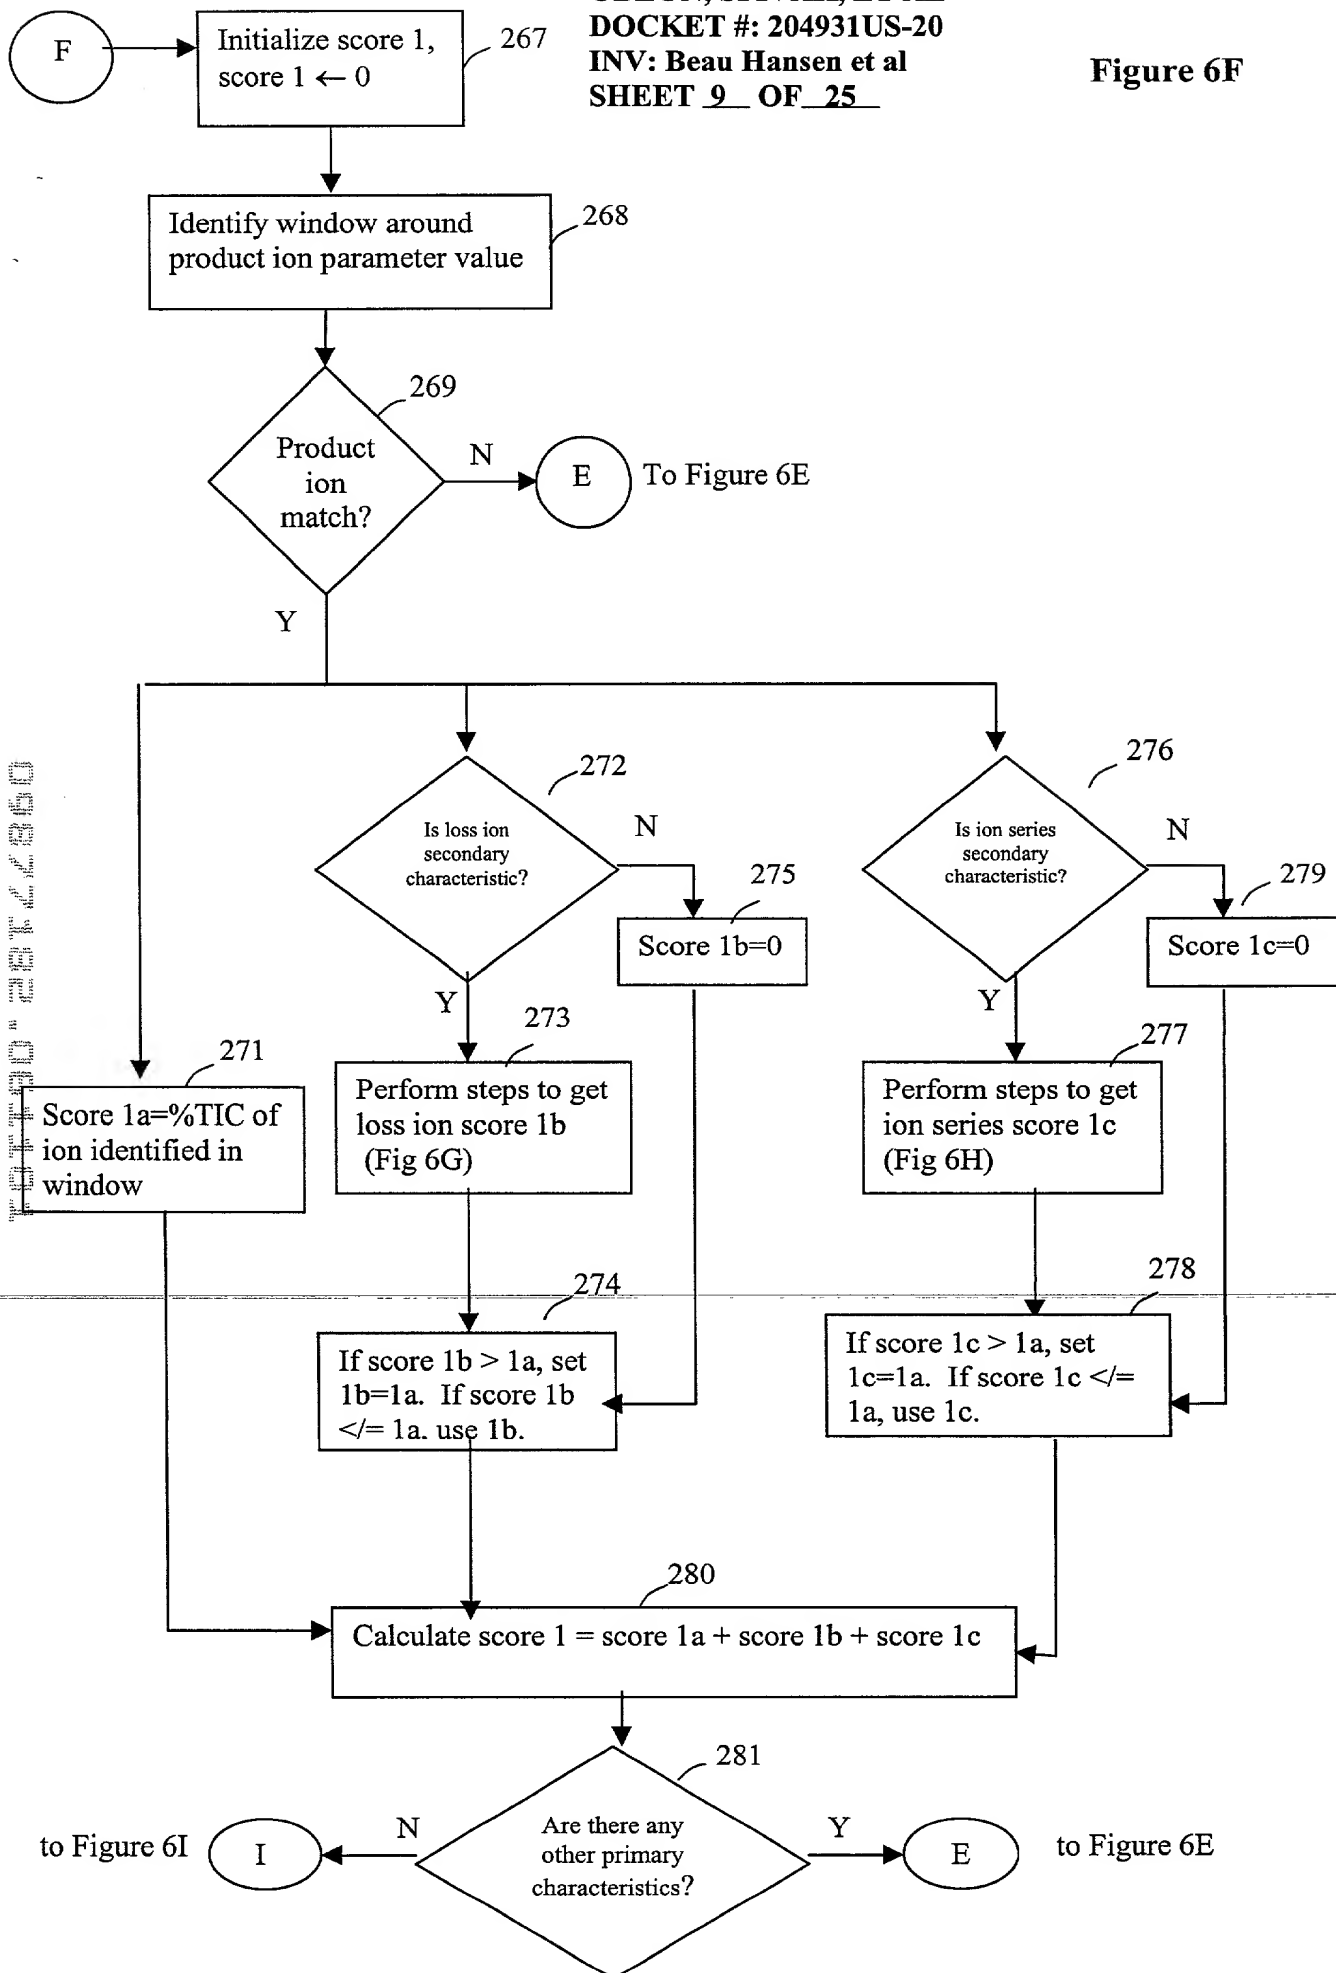 DOCKET #: 204931US-20
INV: Beau Hansen et al
SHEET 9 OF 25
Figure 6F
F
Initialize score 1,
score 1 ← 0
267
Identify window around
product ion parameter value
268
269
Product
ion
match?
N
E
To Figure 6E
Y
272
Is loss ion
secondary
characteristic?
N
275
Score 1b=0
276
Is ion series
secondary
characteristic?
N
279
Score 1c=0
271
Score 1a=%TIC of
ion identified in
window
Y
273
Perform steps to get
loss ion score 1b
(Fig 6G)
Y
277
Perform steps to get
ion series score 1c
(Fig 6H)
274
If score 1b > 1a, set
1b=1a. If score 1b
</= 1a. use 1b.
278
If score 1c > 1a, set
1c=1a. If score 1c </=
1a, use 1c.
280
Calculate score 1 = score 1a + score 1b + score 1c
281
Are there any
other primary
characteristics?
N
I
to Figure 6I
Y
E
to Figure 6E